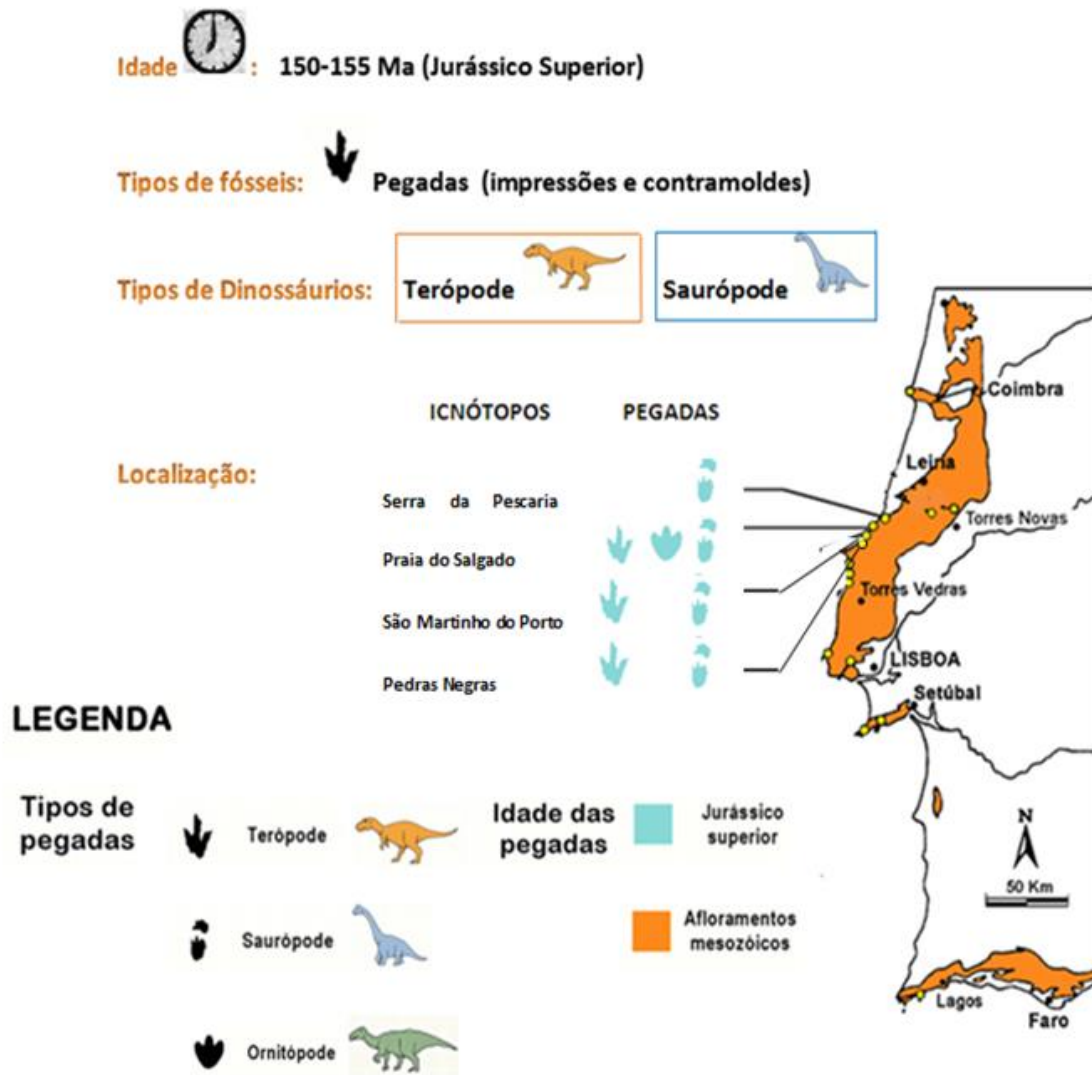 Idade : 150-155 Ma (Jurássico Superior)
Tipos de fósseis: Pegadas (impressões e contramoldes)
Tipos de Dinossáurios: Terópode Saurópode
ICNÓTOPOS PEGADAS
Localização:
Serra da Pescaria
Praia do Salgado
São Martinho do Porto
Pedras Negras
Coimbra
Leiria
Torres Novas
Torres Vedras
LISBOA
Setúbal
N
50 Km
Lagos
Faro
LEGENDA
Tipos de
pegadas
Terópode
Saurópode
Ornitópode
Idade das
pegadas
Jurássico
superior
Afloramentos
mesozóicos